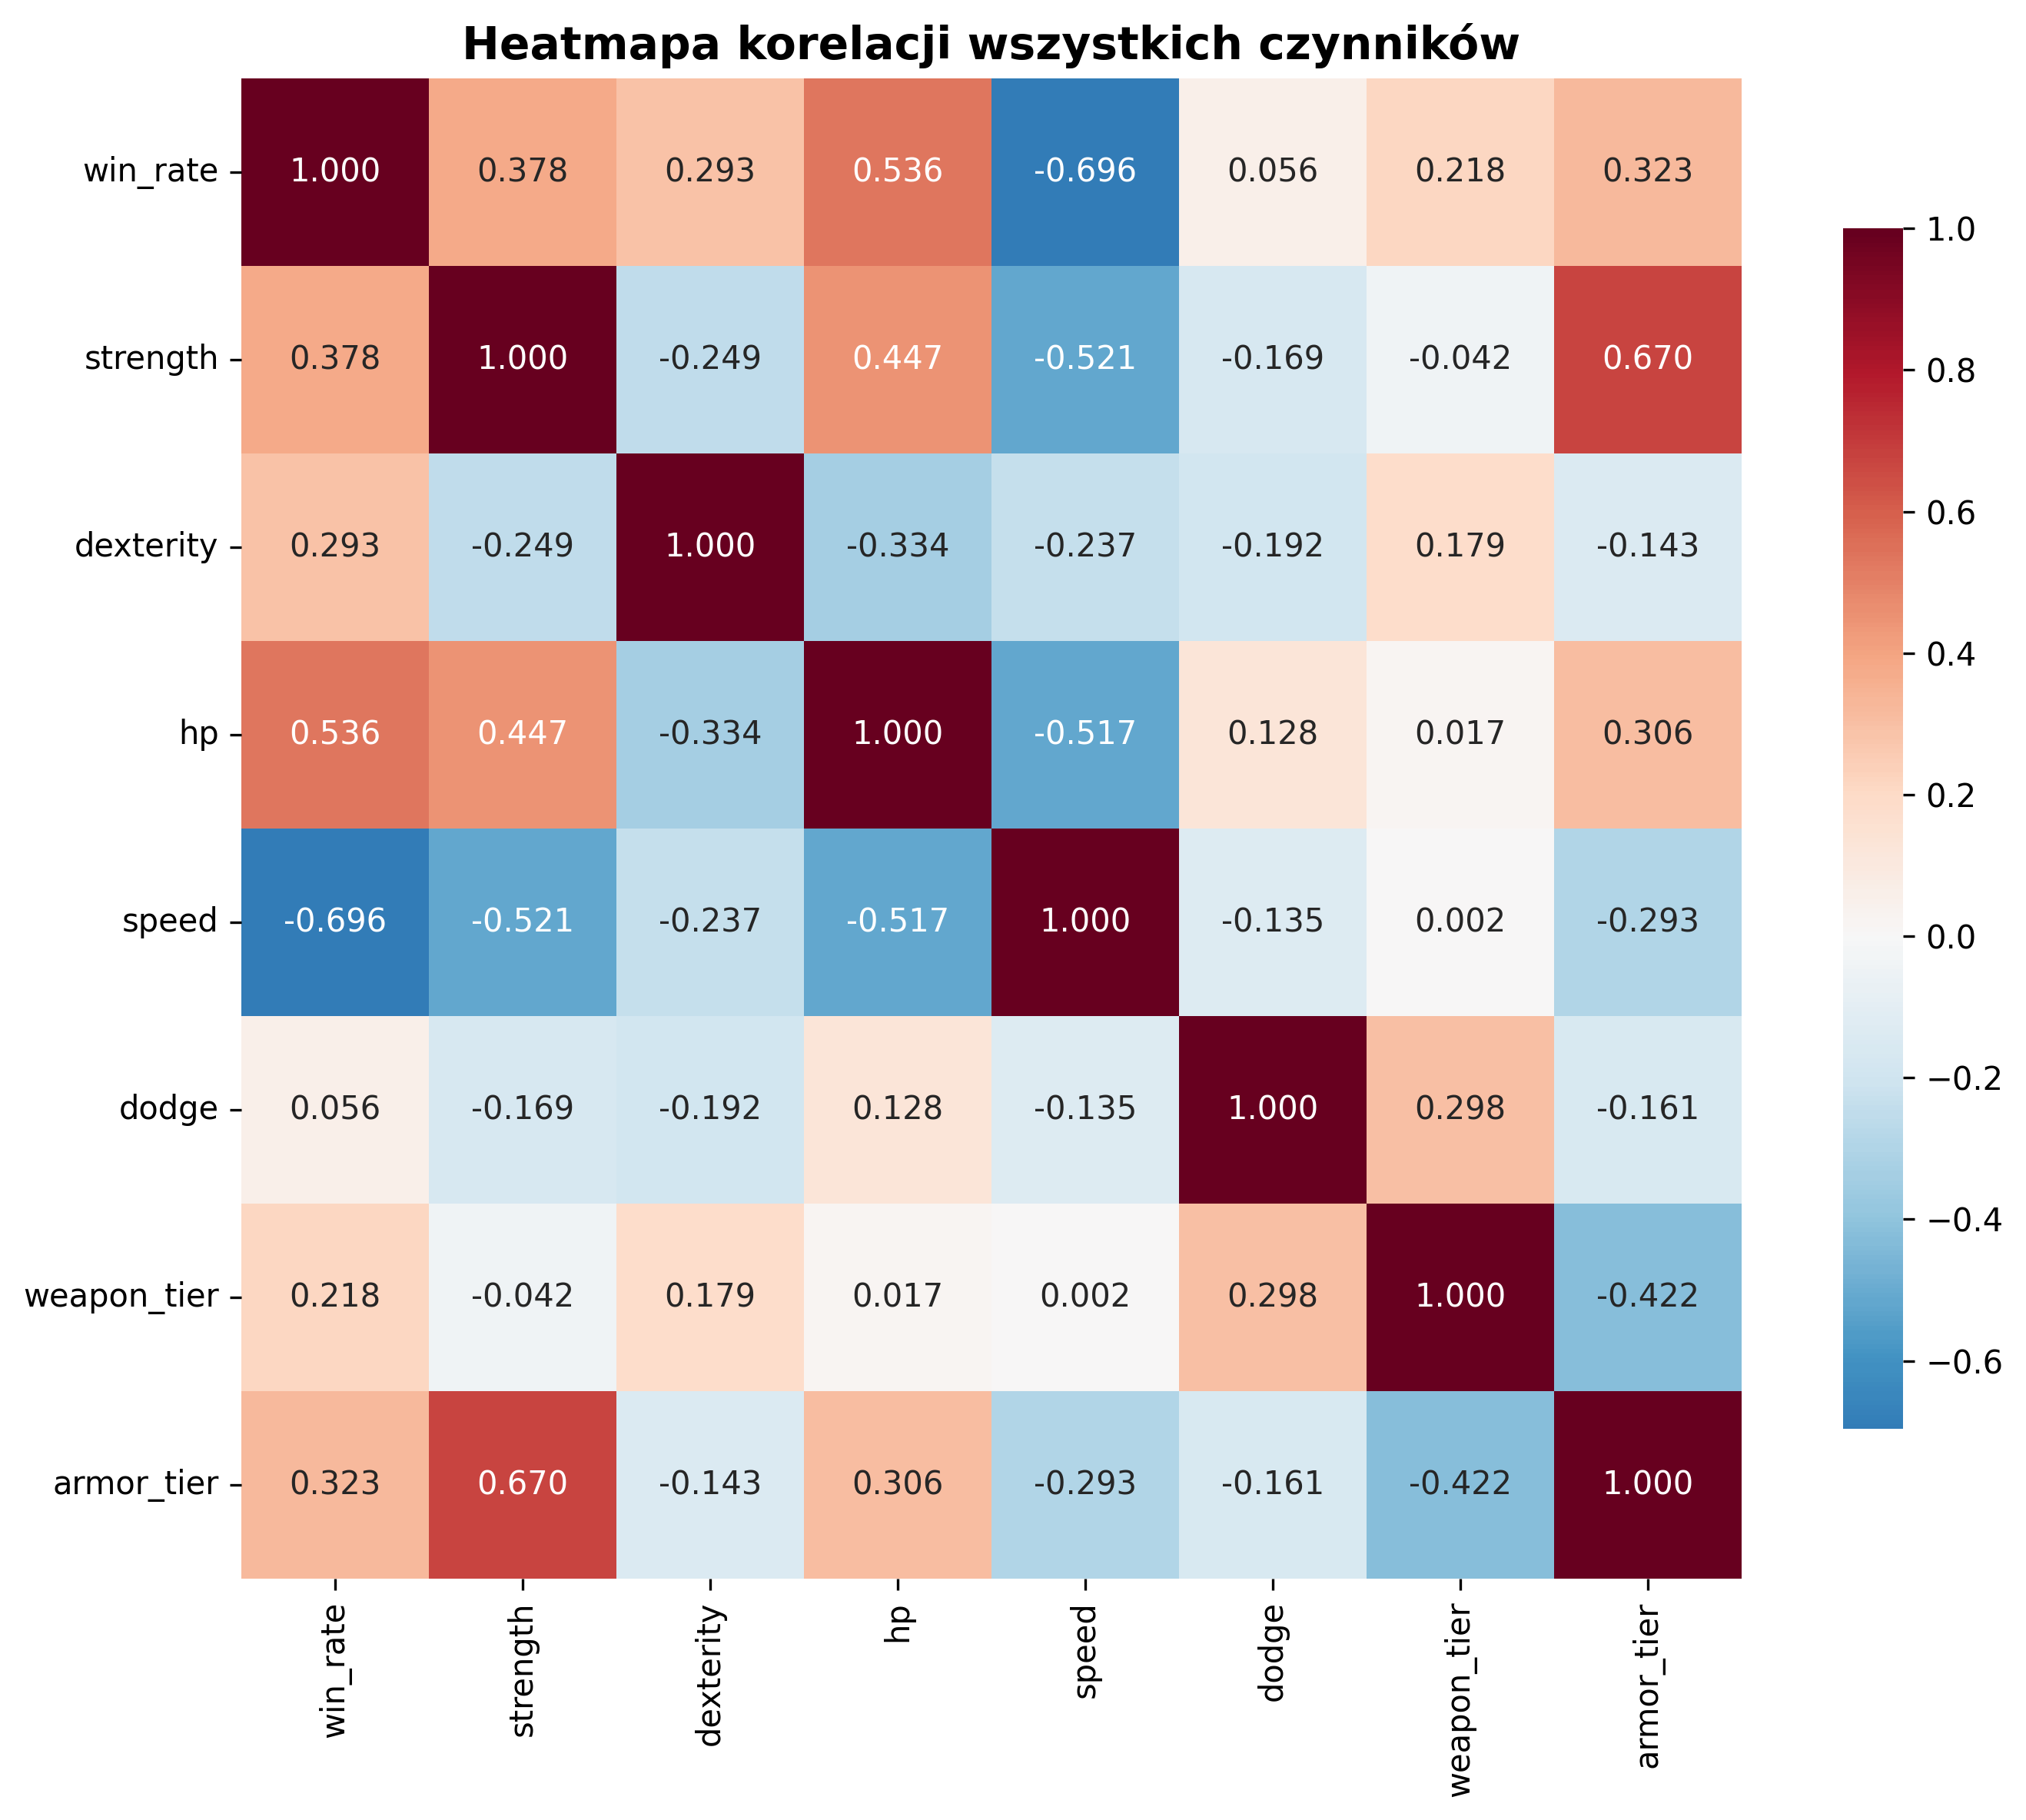 Heatmapa korelacji wszystkich czynników
win_rate 1.000 0.378 0.293 0.536 -0.696 0.056 0.218 0.323
strength 0.378 1.000 -0.249 0.447 -0.521 -0.169 -0.042 0.670
dexterity 0.293 -0.249 1.000 -0.334 -0.237 -0.192 0.179 -0.143
hp 0.536 0.447 -0.334 1.000 -0.517 0.128 0.017 0.306
speed -0.696 -0.521 -0.237 -0.517 1.000 -0.135 0.002 -0.293
dodge 0.056 -0.169 -0.192 0.128 -0.135 1.000 0.298 -0.161
weapon_tier 0.218 -0.042 0.179 0.017 0.002 0.298 1.000 -0.422
armor_tier 0.323 0.670 -0.143 0.306 -0.293 -0.161 -0.422 1.000
win_rate strength dexterity hp speed dodge weapon_tier armor_tier
1.0
0.8
0.6
0.4
0.2
0.0
−0.2
−0.4
−0.6